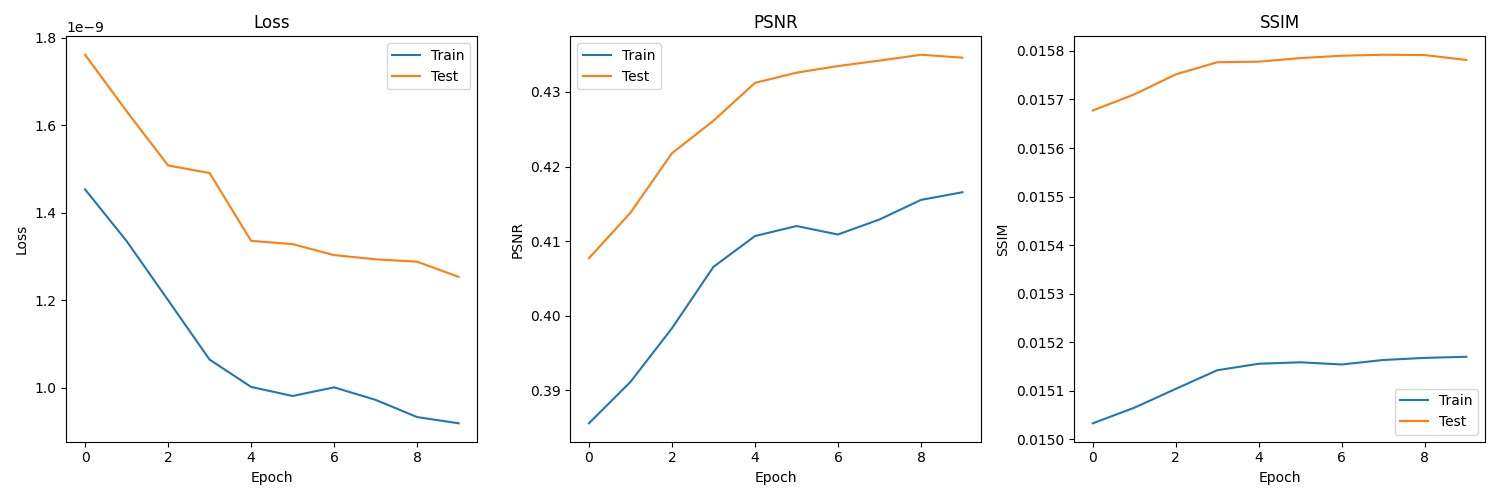 Loss
1e−9
1.8
1.6
1.4
1.2
1.0
Loss
0 2 4 6 8
Epoch
Train
Test
PSNR
0.43
0.42
0.41
0.40
0.39
PSNR
0 2 4 6 8
Epoch
Train
Test
SSIM
0.0158
0.0157
0.0156
0.0155
0.0154
0.0153
0.0152
0.0151
0.0150
SSIM
0 2 4 6 8
Epoch
Train
Test